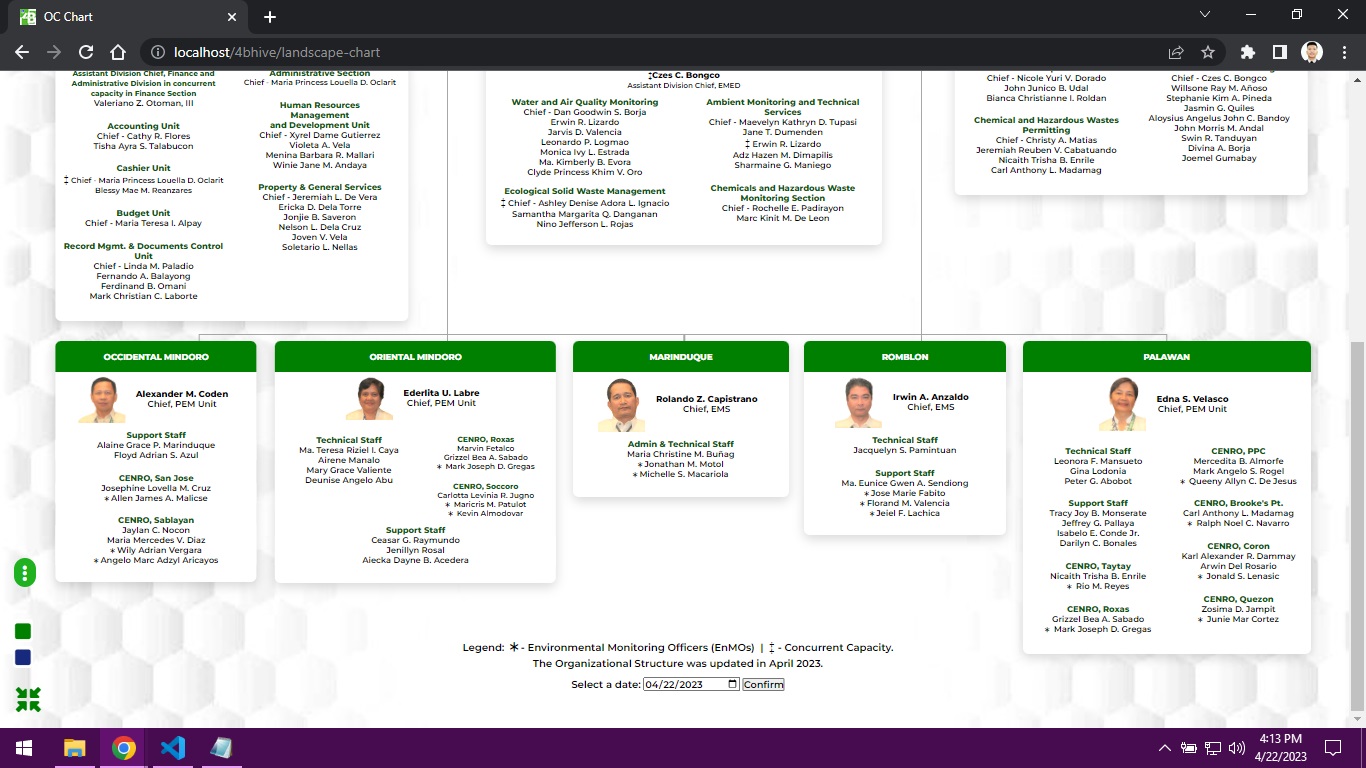 OC Chart
localhost/4bhive/landscape-chart
Assistant Division Chief, Finance and
Administrative Division in concurrent
capacity in Finance Section
Valeriano Z. Otoman, III
Accounting Unit
Chief - Cathy R. Flores
Tisha Ayra S. Talabucon
Cashier Unit
‡ Chief - Maria Princess Louella D. Oclarit
Blessy Mae M. Reanzares
Budget Unit
Chief - Maria Teresa I. Alpay
Record Mgmt. & Documents Control
Unit
Chief - Linda M. Paladio
Fernando A. Balayong
Ferdinand B. Omani
Mark Christian C. Laborte
Administrative Section
Chief - Maria Princess Louella D. Oclarit
Human Resources
Management
and Development Unit
Chief - Xyrel Dame Gutierrez
Violeta A. Vela
Menina Barbara R. Mallari
Winie Jane M. Andaya
Property & General Services
Chief - Jeremiah L. De Vera
Ericka D. Dela Torre
Jonjie B. Saveron
Nelson L. Dela Cruz
Joven V. Vela
Soletario L. Nellas
‡Czes C. Bongco
Assistant Division Chief, EMED
Water and Air Quality Monitoring
Chief - Dan Goodwin S. Borja
Erwin R. Lizardo
Jarvis D. Valencia
Leonardo P. Logmao
Monica Ivy L. Estrada
Ma. Kimberly B. Evora
Clyde Princess Khim V. Oro
Ecological Solid Waste Management
‡ Chief - Ashley Denise Adora L. Ignacio
Samantha Margarita Q. Danganan
Nino Jefferson L. Rojas
Ambient Monitoring and Technical
Services
Chief - Maevelyn Kathryn D. Tupasi
Jane T. Dumenden
‡ Erwin R. Lizardo
Adz Hazen M. Dimapilis
Sharmaine G. Maniego
Chemicals and Hazardous Waste
Monitoring Section
Chief - Rochelle E. Padirayon
Marc Kinit M. De Leon
Chief - Nicole Yuri V. Dorado
John Junico B. Udal
Bianca Christianne I. Roldan
Chemical and Hazardous Wastes
Permitting
Chief - Christy A. Matias
Jeremiah Reuben V. Cabatuando
Nicaith Trisha B. Enrile
Carl Anthony L. Madamag
Chief - Czes C. Bongco
Willsone Ray M. Añoso
Stephanie Kim A. Pineda
Jasmin G. Quiles
Aloysius Angelus John C. Bandoy
John Morris M. Andal
Swin R. Tanduyan
Divina A. Borja
Joemel Gumabay
OCCIDENTAL MINDORO
Alexander M. Coden
Chief, PEM Unit
Support Staff
Alaine Grace P. Marinduque
Floyd Adrian S. Azul
CENRO, San Jose
Josephine Lovella M. Cruz
∗ Allen James A. Malicse
CENRO, Sablayan
Jaylan C. Nocon
Maria Mercedes V. Diaz
∗ Wily Adrian Vergara
∗ Angelo Marc Adzyl Aricayos
ORIENTAL MINDORO
Ederlita U. Labre
Chief, PEM Unit
Technical Staff
Ma. Teresa Riziel I. Caya
Airene Manalo
Mary Grace Valiente
Deunise Angelo Abu
CENRO, Roxas
Marvin Fetalco
Grizzel Bea A. Sabado
∗ Mark Joseph D. Gregas
CENRO, Soccoro
Carlotta Levinia R. Jugno
∗ Maricris M. Patulot
∗ Kevin Almodovar
Support Staff
Ceasar G. Raymundo
Jenillyn Rosal
Aiecka Dayne B. Acedera
MARINDUQUE
Rolando Z. Capistrano
Chief, EMS
Admin & Technical Staff
Maria Christine M. Buñag
∗ Jonathan M. Motol
∗ Michelle S. Macariola
ROMBLON
Irwin A. Anzaldo
Chief, EMS
Technical Staff
Jacquelyn S. Pamintuan
Support Staff
Ma. Eunice Gwen A. Sendiong
∗ Jose Marie Fabito
∗ Florand M. Valencia
∗ Jeiel F. Lachica
PALAWAN
Edna S. Velasco
Chief, PEM Unit
Technical Staff
Leonora F. Mansueto
Gina Lodonia
Peter G. Abobot
Support Staff
Tracy Joy B. Monserate
Jeffrey G. Pallaya
Isabelo E. Conde Jr.
Darilyn C. Bonales
CENRO, Taytay
Nicaith Trisha B. Enrile
∗ Rio M. Reyes
CENRO, Roxas
Grizzel Bea A. Sabado
∗ Mark Joseph D. Gregas
CENRO, PPC
Mercedita B. Almorfe
Mark Angelo S. Rogel
∗ Queeny Allyn C. De Jesus
CENRO, Brooke's Pt.
Carl Anthony L. Madamag
∗ Ralph Noel C. Navarro
CENRO, Coron
Karl Alexander R. Dammay
Arwin Del Rosario
∗ Jonald S. Lenasic
CENRO, Quezon
Zosima D. Jampit
∗ Junie Mar Cortez
Legend: ∗ - Environmental Monitoring Officers (EnMOs) | ‡ - Concurrent Capacity.
The Organizational Structure was updated in April 2023.
Select a date: 04/22/2023 Confirm
4:13 PM
4/22/2023